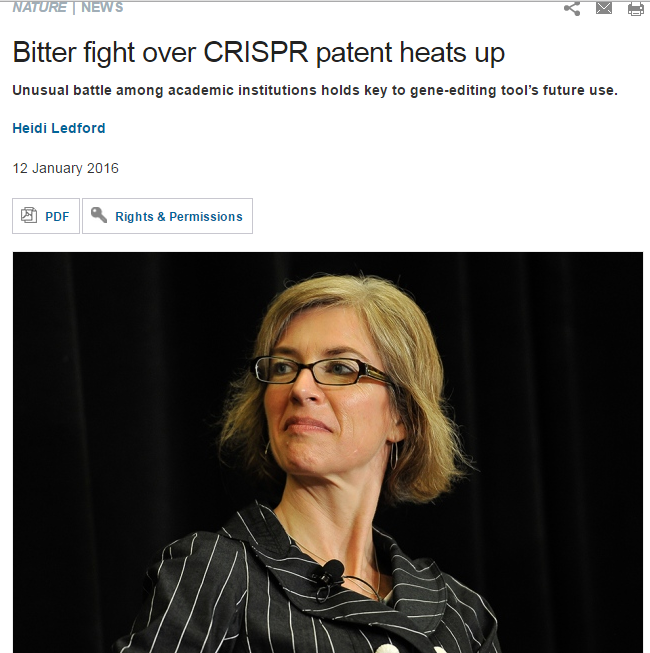 NATURE | NEWS
Bitter fight over CRISPR patent heats up
Unusual battle among academic institutions holds key to gene-editing tool's future use.
Heidi Ledford
12 January 2016
PDF
Rights & Permissions